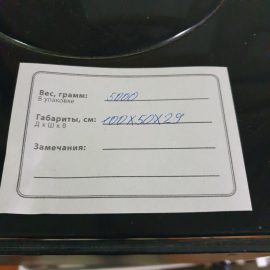 Вес, грамм: 5000
В упаковке
Габариты, см: 100X50X29
Д х Ш х В
Замечания: